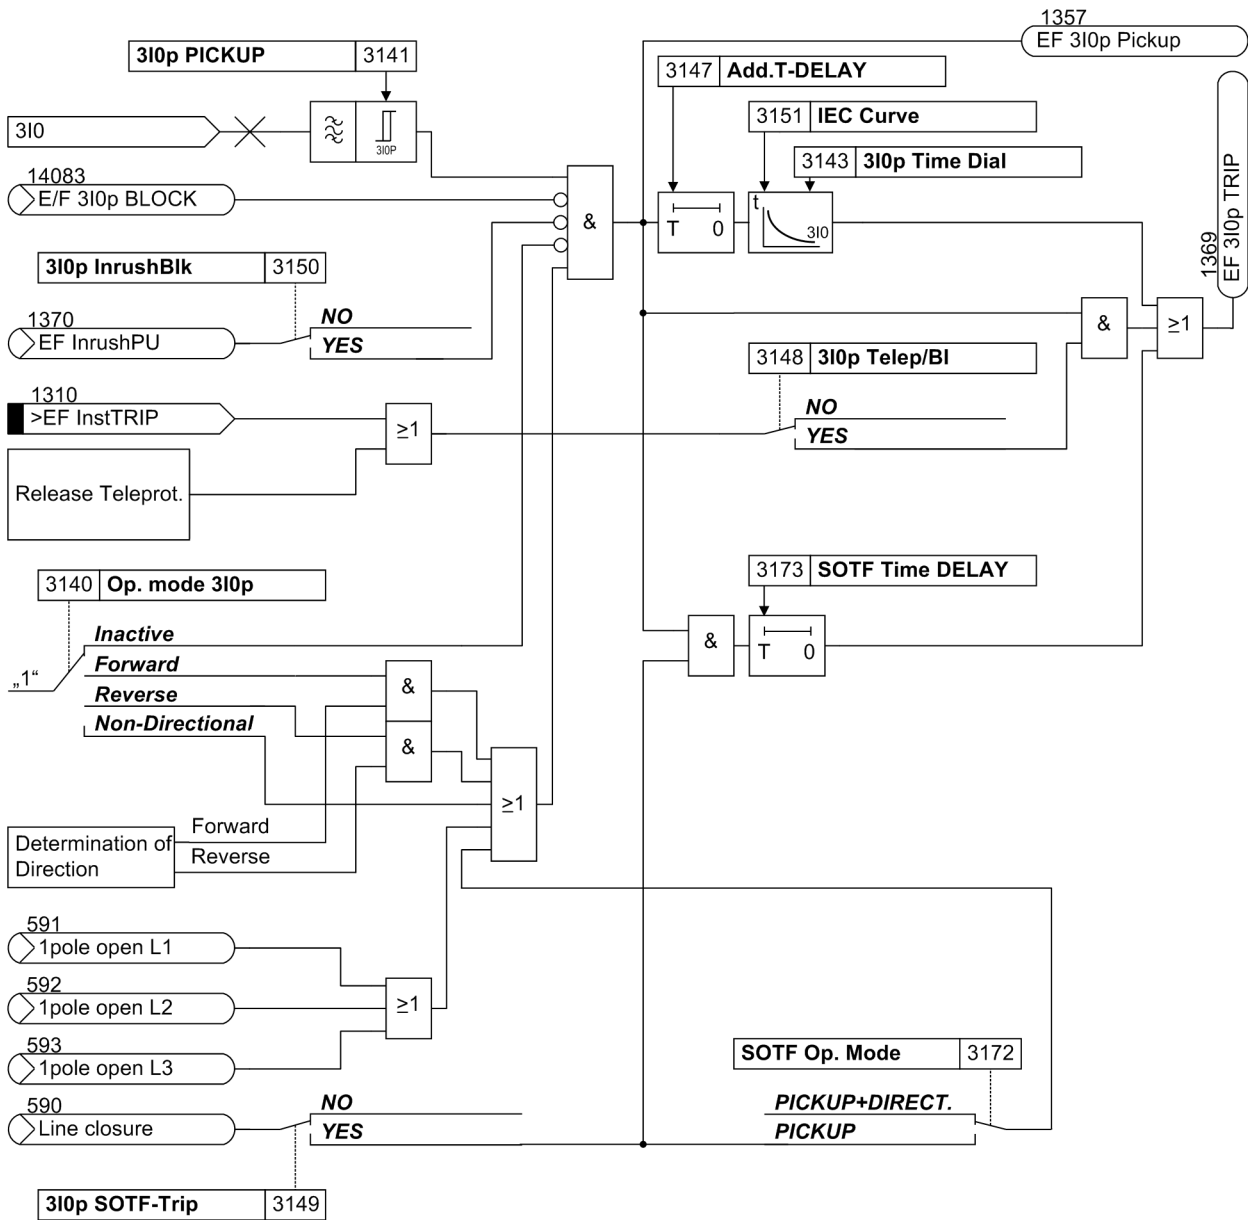 1357
EF 3I0p Pickup
3I0p PICKUP 3141
3147 Add.T-DELAY
3151 IEC Curve
3I0
3I0P
3143 3I0p Time Dial
14083
E/F 3I0p BLOCK
&
T 0
t
3I0
1369
EF 3I0p TRIP
3I0p InrushBlk 3150
1370
EF InrushPU
NO
YES
&
≥1
3148 3I0p Telep/BI
1310
>EF InstTRIP
≥1
NO
YES
Release Teleprot.
3140 Op. mode 3I0p
3173 SOTF Time DELAY
„1“
Inactive
Forward
Reverse
Non-Directional
&
&
&
T 0
≥1
Determination of
Direction
Forward
Reverse
591
1pole open L1
592
1pole open L2
≥1
593
1pole open L3
SOTF Op. Mode 3172
590
Line closure
NO
YES
PICKUP+DIRECT.
PICKUP
3I0p SOTF-Trip 3149